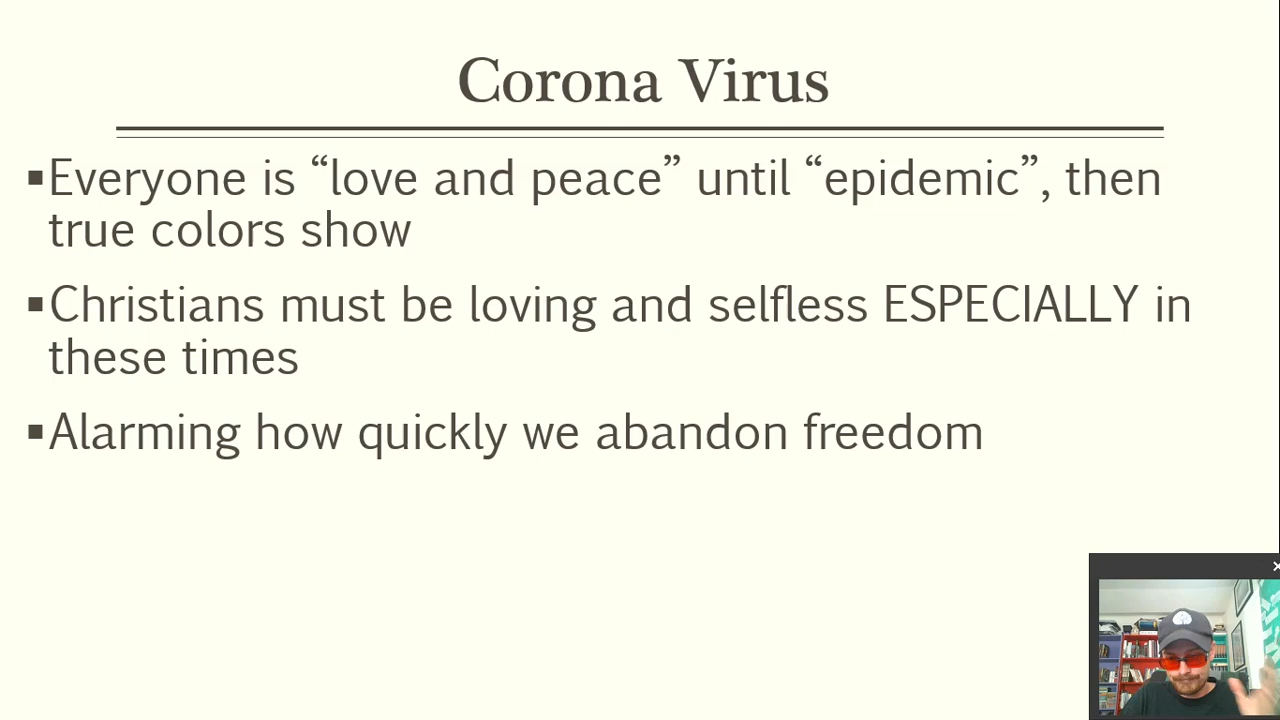 Corona Virus
▪Everyone is “love and peace” until “epidemic”, then
true colors show
▪Christians must be loving and selfless ESPECIALLY in
these times
▪Alarming how quickly we abandon freedom